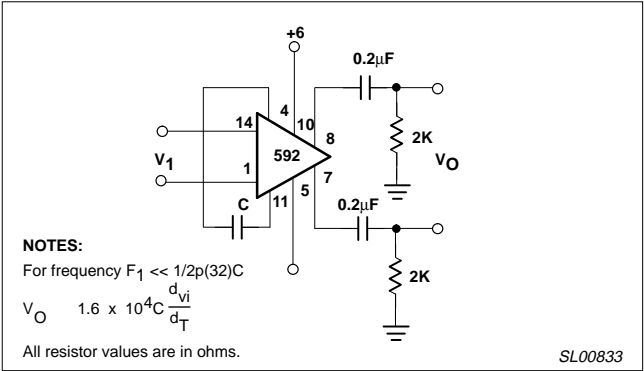 +6
0.2μF
4
14
10
8
2K
V1
592
VO
1
7
5
C
11
0.2μF
NOTES:
For frequency F1 << 1/2p(32)C
2K
VO 1.6 x 10^4C dvi/dT
All resistor values are in ohms.
SL00833